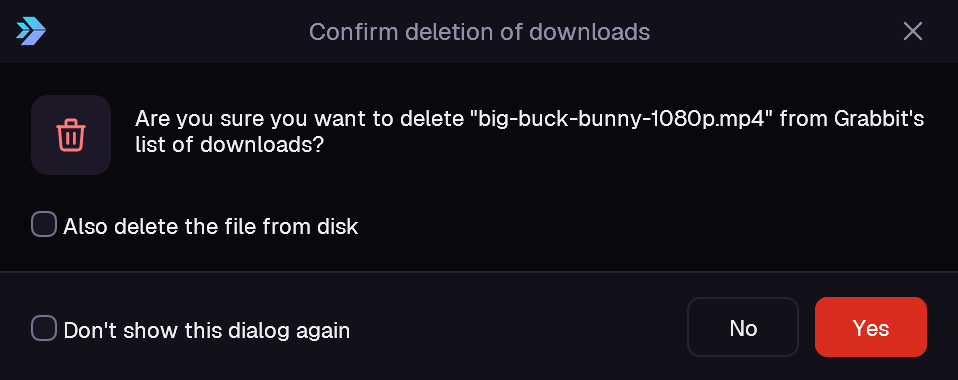 Confirm deletion of downloads
Are you sure you want to delete "big-buck-bunny-1080p.mp4" from Grabbit's
list of downloads?
Also delete the file from disk
Don't show this dialog again
No
Yes